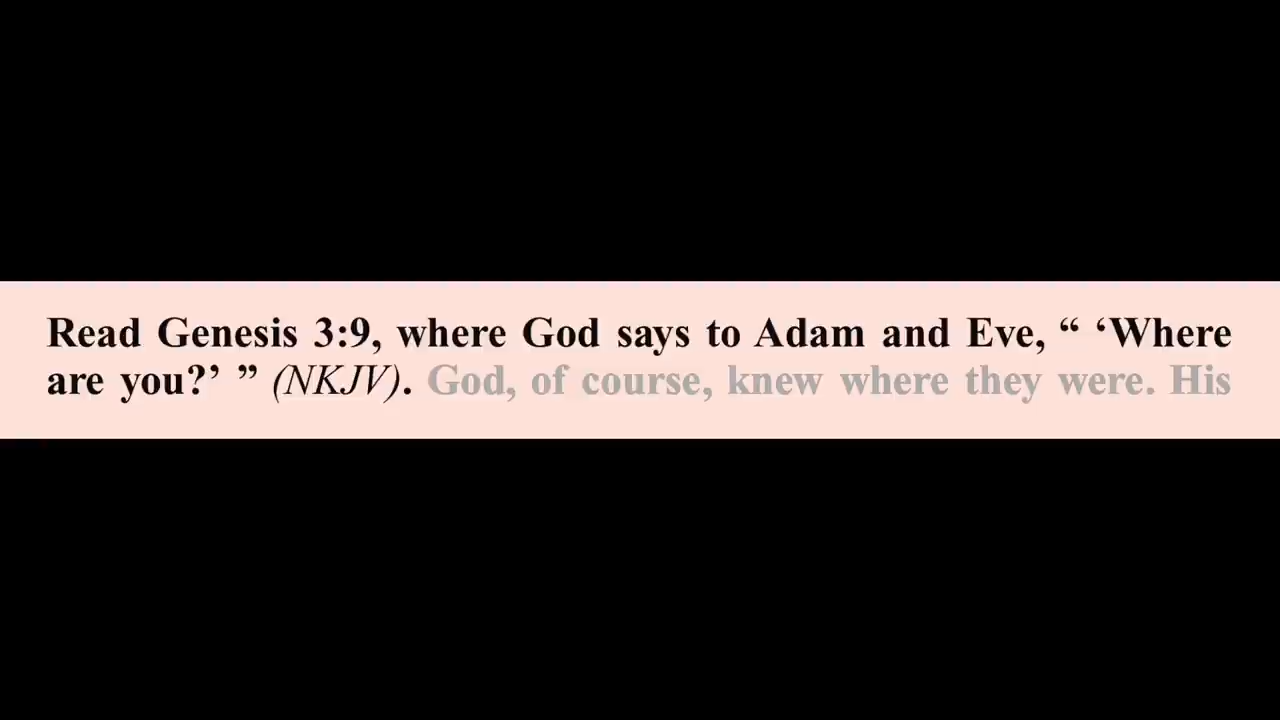 Read Genesis 3:9, where God says to Adam and Eve, “ ‘Where
are you?’ ” (NKJV). God, of course, knew where they were. His